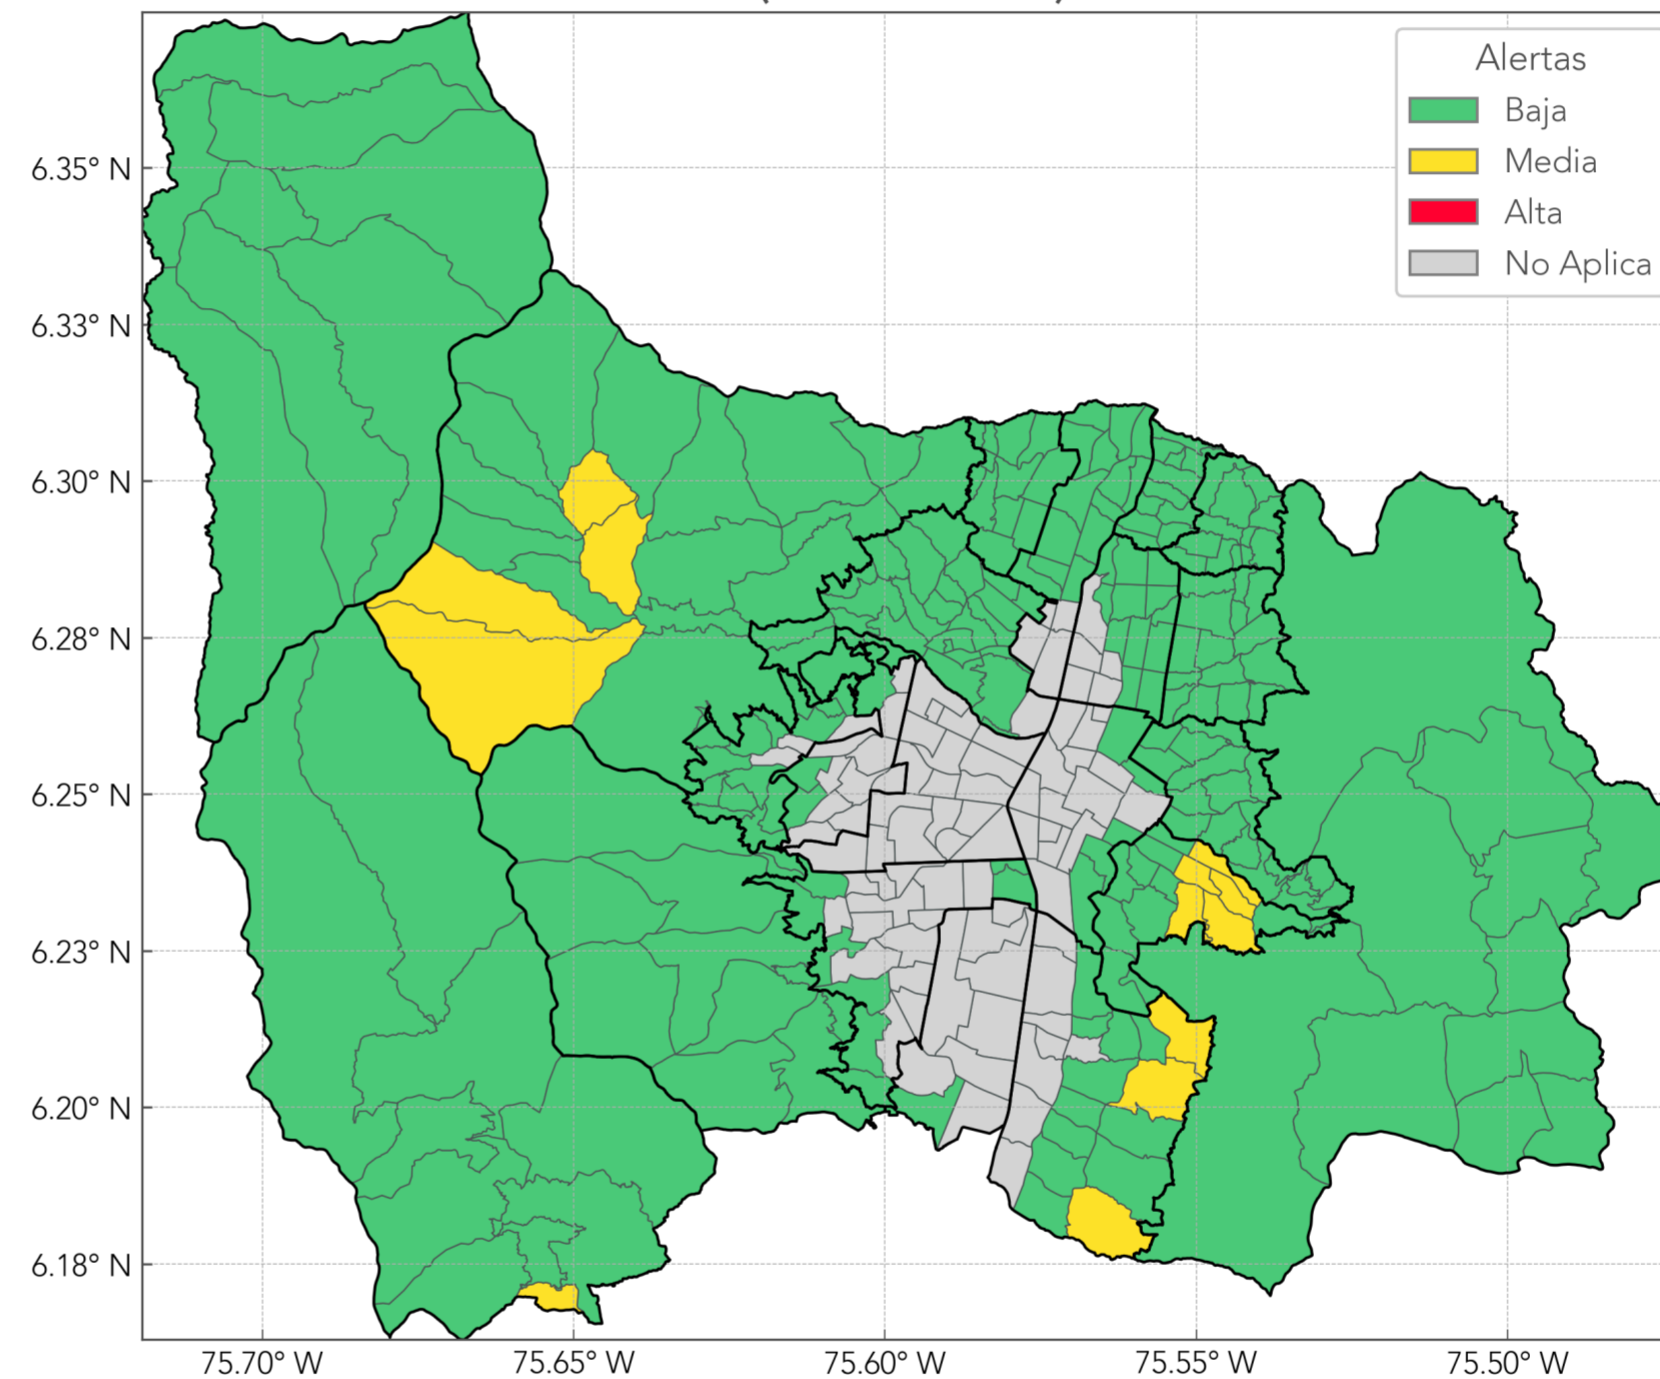 Alertas
Baja
Media
Alta
No Aplica
6.35° N
6.33° N
6.30° N
6.28° N
6.25° N
6.23° N
6.20° N
6.18° N
75.70° W 75.65° W 75.60° W 75.55° W 75.50° W